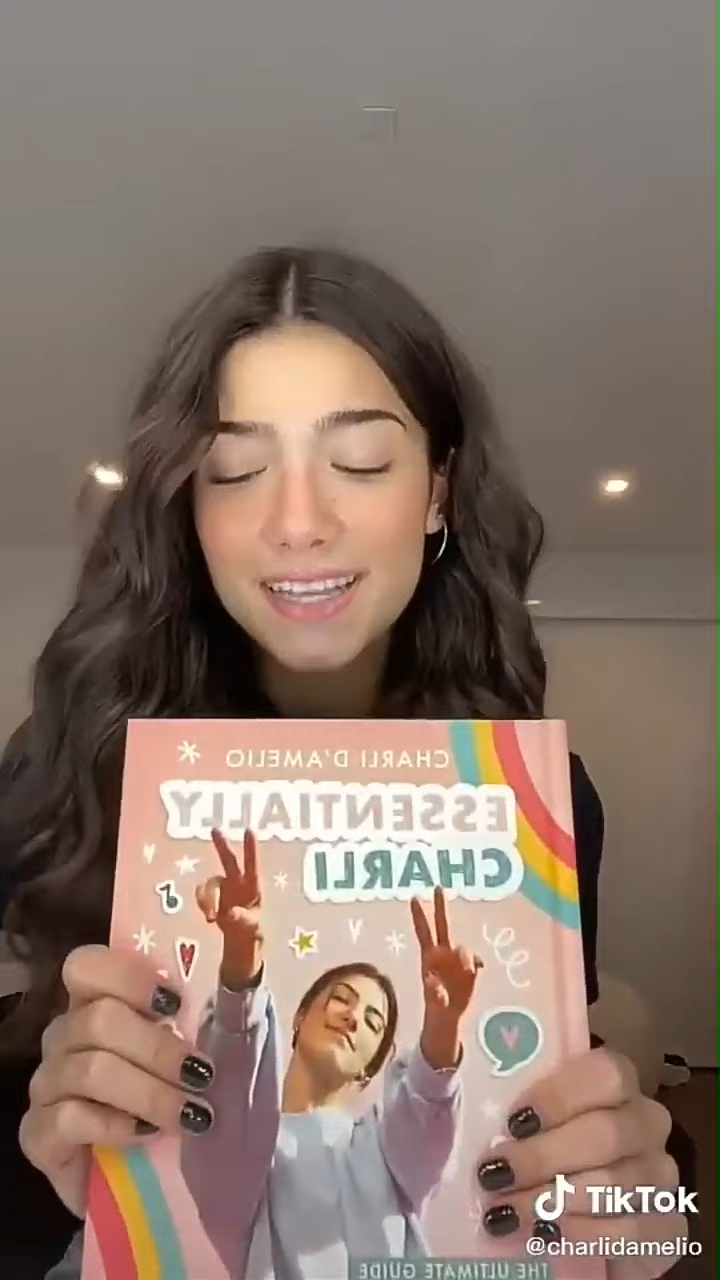 CHARLI D'AMELIO
ESSENTIALLY
CHARLI
THE ULTIMATE GUIDE
TikTok
@charlidamelio